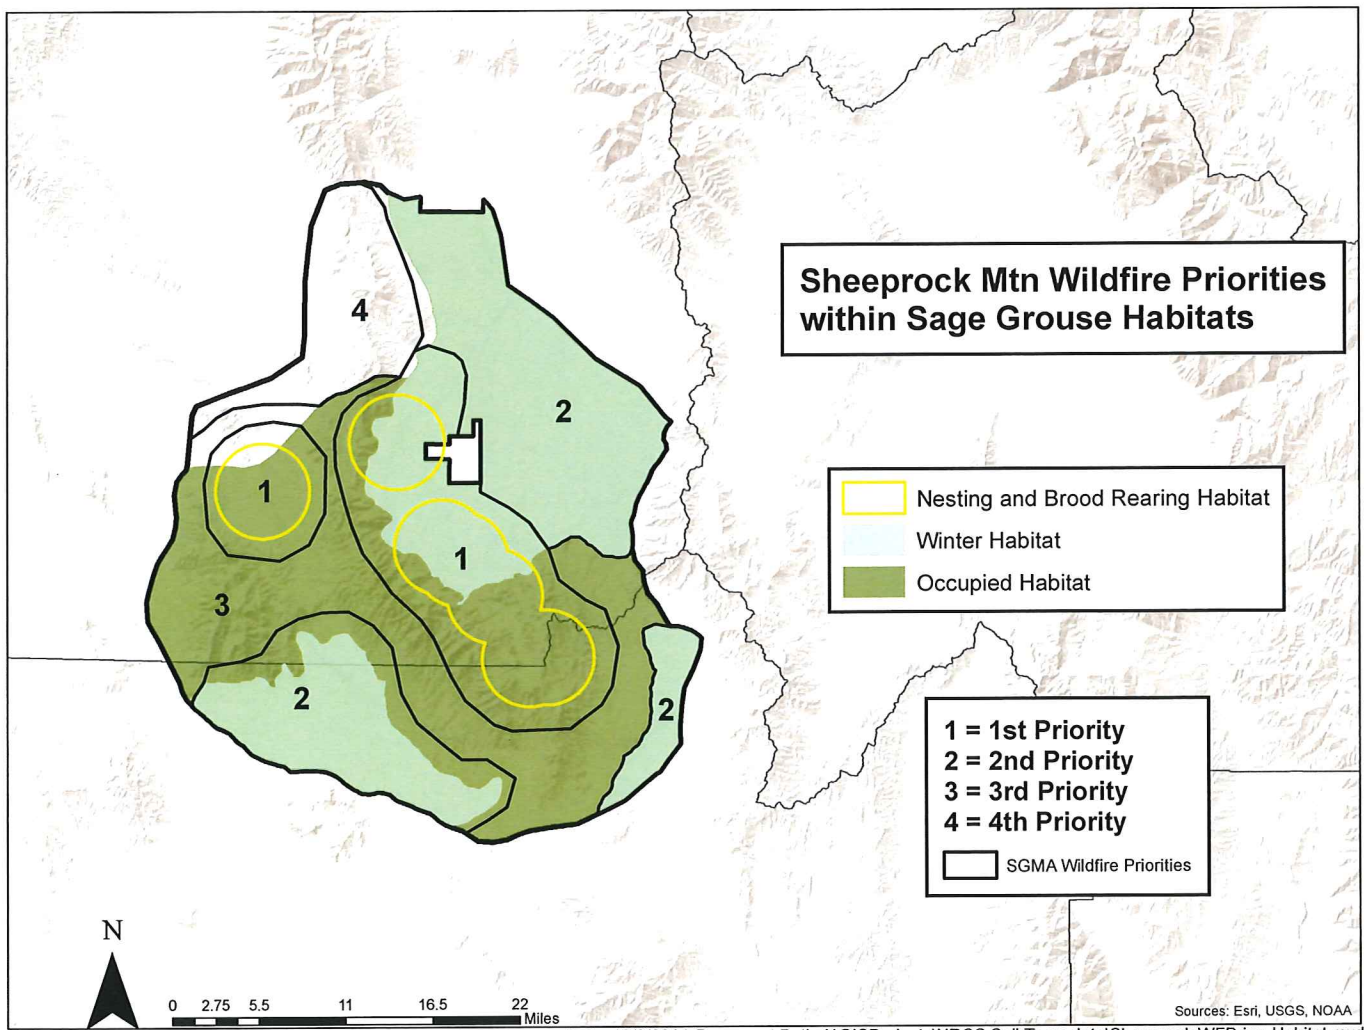 Sheeprock Mtn Wildfire Priorities
within Sage Grouse Habitats
4
2
1
1
3
2
2
Nesting and Brood Rearing Habitat
Winter Habitat
Occupied Habitat
1 = 1st Priority
2 = 2nd Priority
3 = 3rd Priority
4 = 4th Priority
SGMA Wildfire Priorities
N
0 2.75 5.5 11 16.5 22
Miles
Sources: Esri, USGS, NOAA